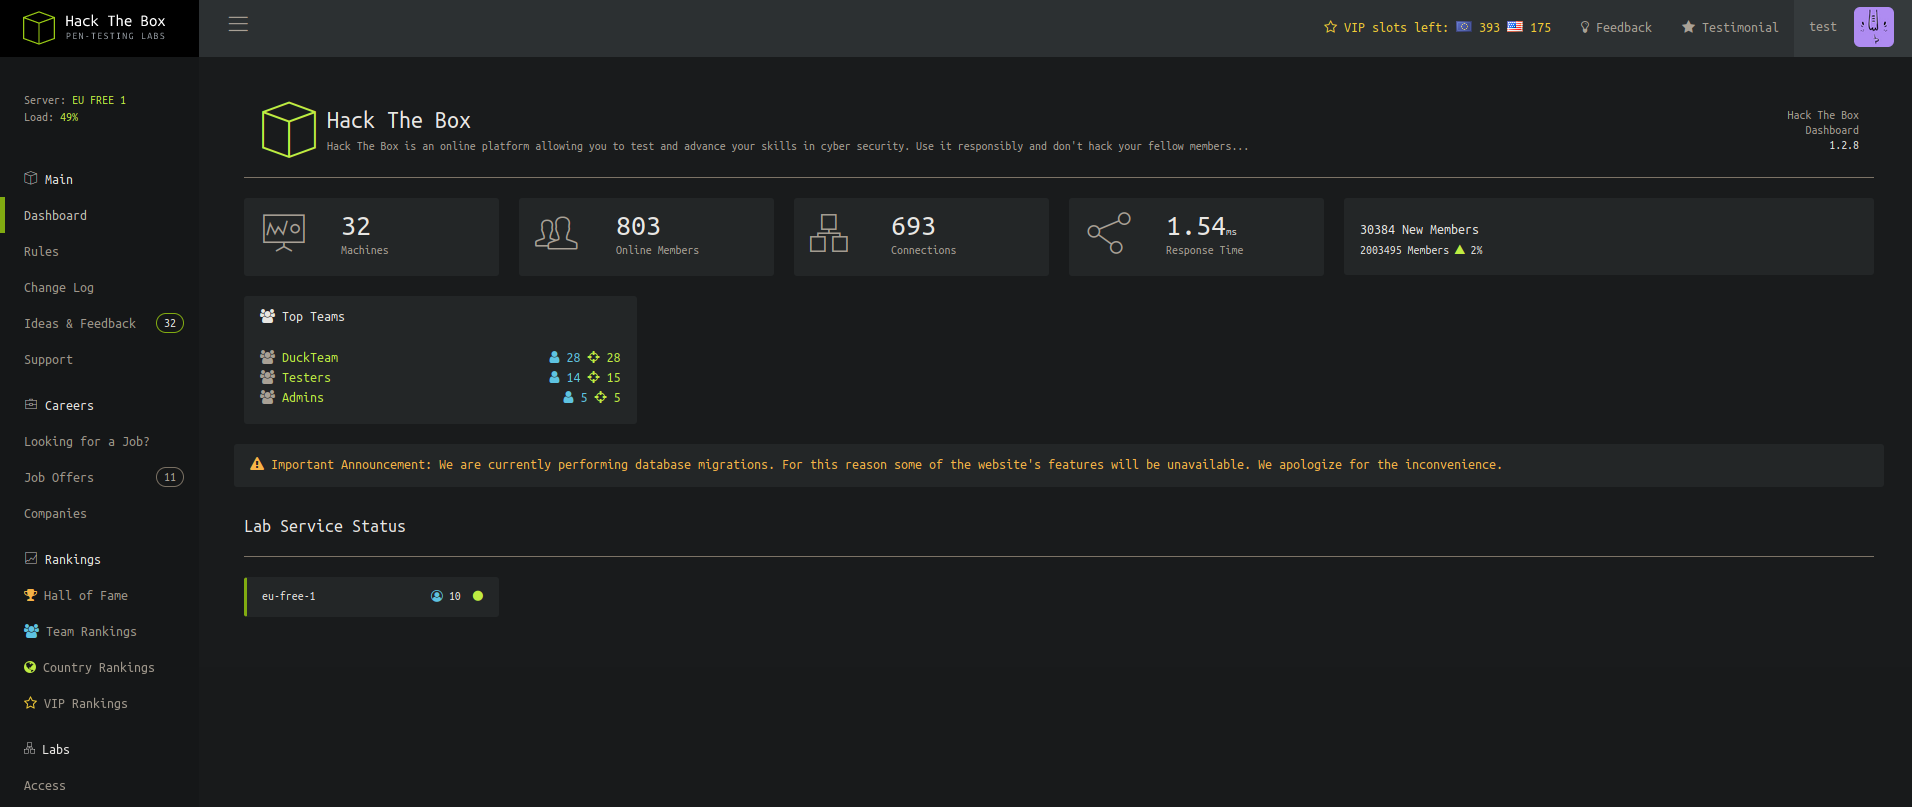 Hack The Box
PEN-TESTING LABS
VIP slots left: 393 175
Feedback
Testimonial
test
Server: EU FREE 1
Load: 49%
Main
Dashboard
Rules
Change Log
Ideas & Feedback 32
Support
Careers
Looking for a Job?
Job Offers 11
Companies
Rankings
Hall of Fame
Team Rankings
Country Rankings
VIP Rankings
Labs
Access
Hack The Box
Hack The Box is an online platform allowing you to test and advance your skills in cyber security. Use it responsibly and don't hack your fellow members...
Hack The Box
Dashboard
1.2.8
32
Machines
803
Online Members
693
Connections
1.54ms
Response Time
30384 New Members
2003495 Members 2%
Top Teams
DuckTeam 28 28
Testers 14 15
Admins 5 5
Important Announcement: We are currently performing database migrations. For this reason some of the website's features will be unavailable. We apologize for the inconvenience.
Lab Service Status
eu-free-1 10